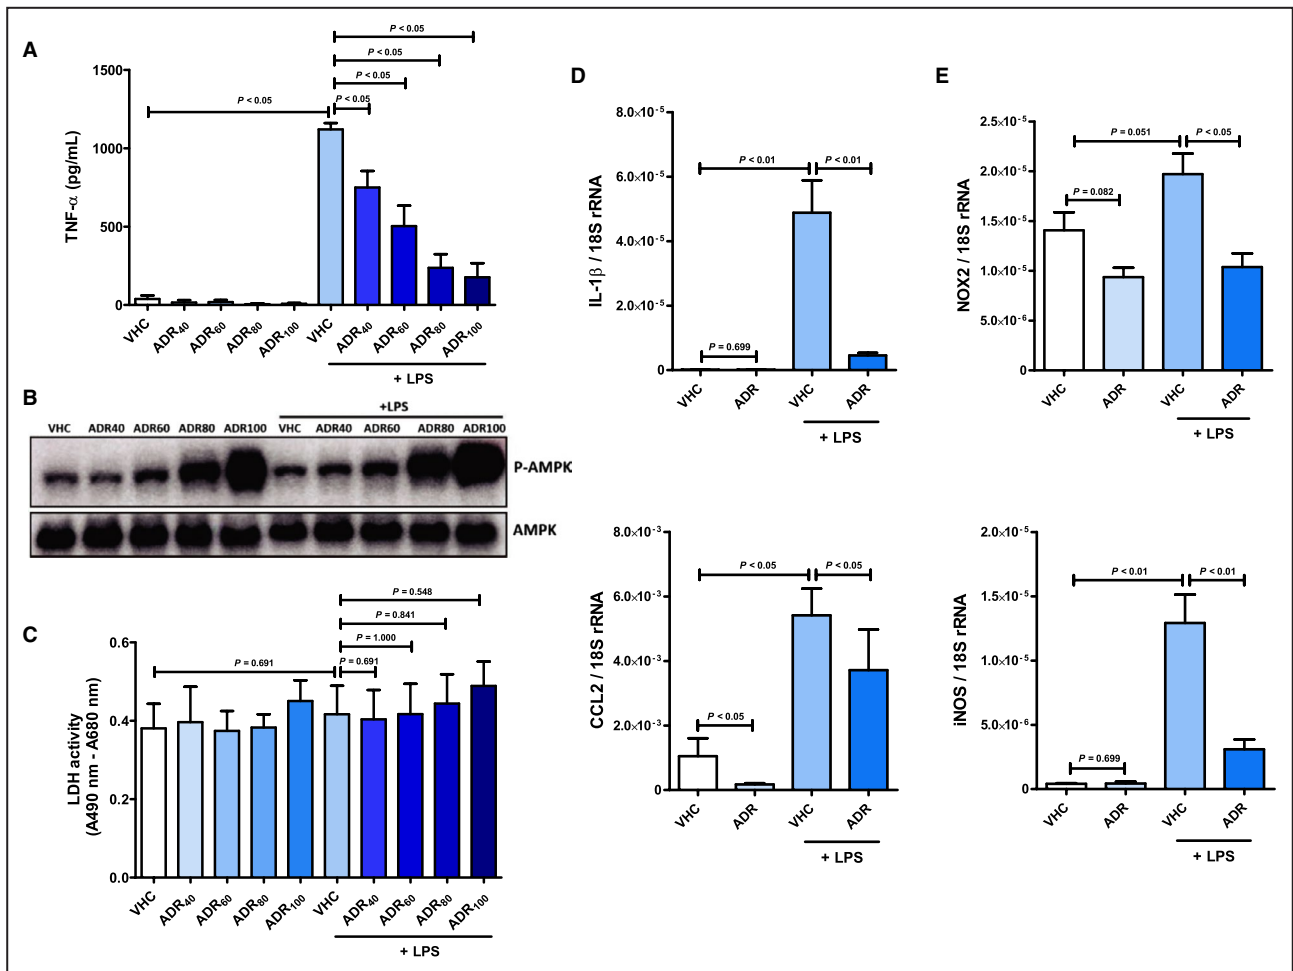 A
P < 0.05
P < 0.05
P < 0.05
P < 0.05
P < 0.05
TNF-α (pg/mL)
1500
1000
500
0
VHC ADR40 ADR60 ADR80 ADR100 VHC ADR40 ADR60 ADR80 ADR100
+ LPS
B
+LPS
VHC ADR40 ADR60 ADR80 ADR100 VHC ADR40 ADR60 ADR80 ADR100
P-AMPK
AMPK
C
P = 0.548
P = 0.841
P = 1.000
P = 0.691
P = 0.691
LDH activity
(A490 nm - A680 nm)
0.6
0.4
0.2
0.0
VHC ADR40 ADR60 ADR80 ADR100 VHC ADR40 ADR60 ADR80 ADR100
+ LPS
D
IL-1β / 18S rRNA
8.0×10-5
6.0×10-5
4.0×10-5
2.0×10-5
0
P < 0.01
P < 0.01
P = 0.699
VHC ADR VHC ADR
+ LPS
CCL2 / 18S rRNA
8.0×10-3
6.0×10-3
4.0×10-3
2.0×10-3
0
P < 0.05
P < 0.05
P < 0.05
VHC ADR VHC ADR
+ LPS
E
NOX2 / 18S rRNA
2.5×10-5
2.0×10-5
1.5×10-5
1.0×10-5
5.0×10-6
0
P = 0.051
P < 0.05
P = 0.082
VHC ADR VHC ADR
+ LPS
iNOS / 18S rRNA
2.0×10-5
1.5×10-5
1.0×10-5
5.0×10-6
0
P < 0.01
P < 0.01
P = 0.699
VHC ADR VHC ADR
+ LPS